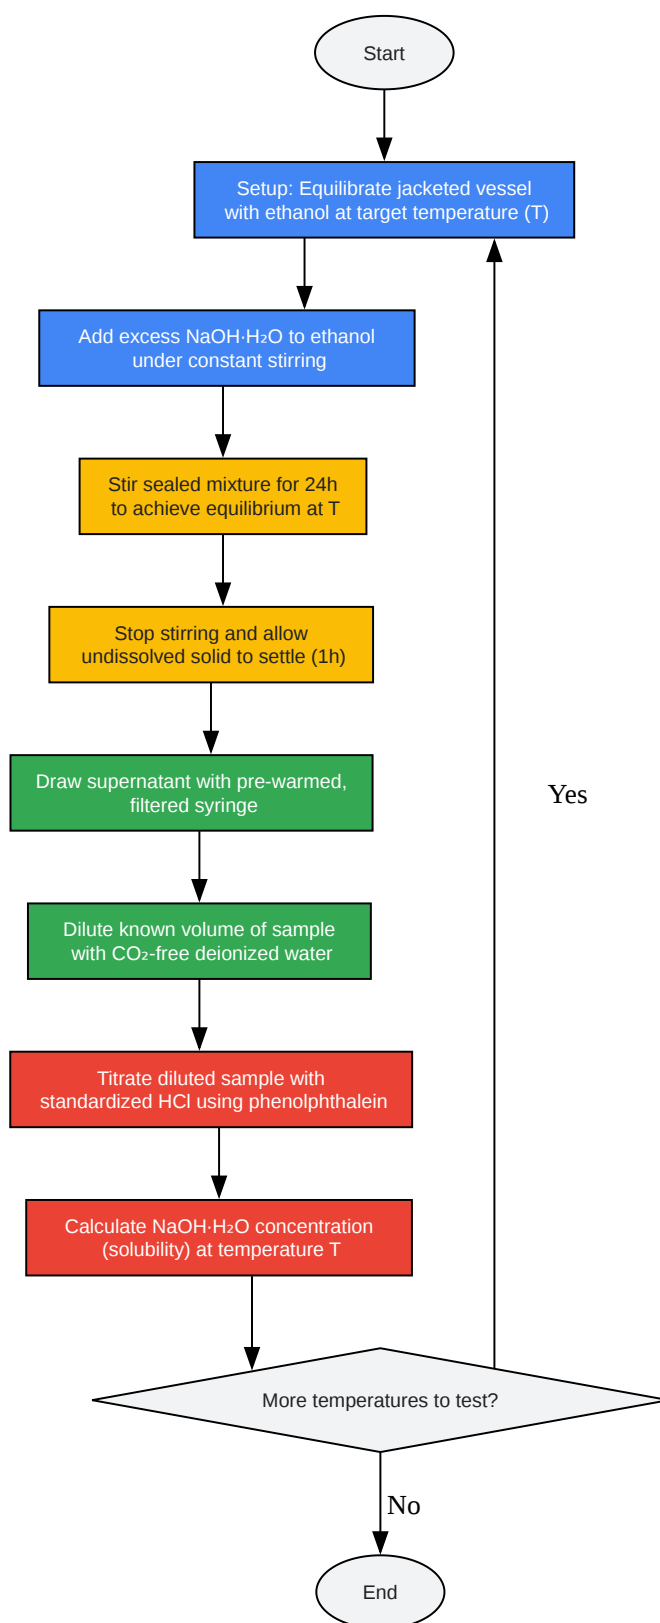 Start
Setup: Equilibrate jacketed vessel
with ethanol at target temperature (T)
Add excess NaOH·H₂O to ethanol
under constant stirring
Stir sealed mixture for 24h
to achieve equilibrium at T
Stop stirring and allow
undissolved solid to settle (1h)
Draw supernatant with pre-warmed,
filtered syringe
Yes
Dilute known volume of sample
with CO₂-free deionized water
Titrate diluted sample with
standardized HCl using phenolphthalein
Calculate NaOH·H₂O concentration
(solubility) at temperature T
More temperatures to test?
No
End